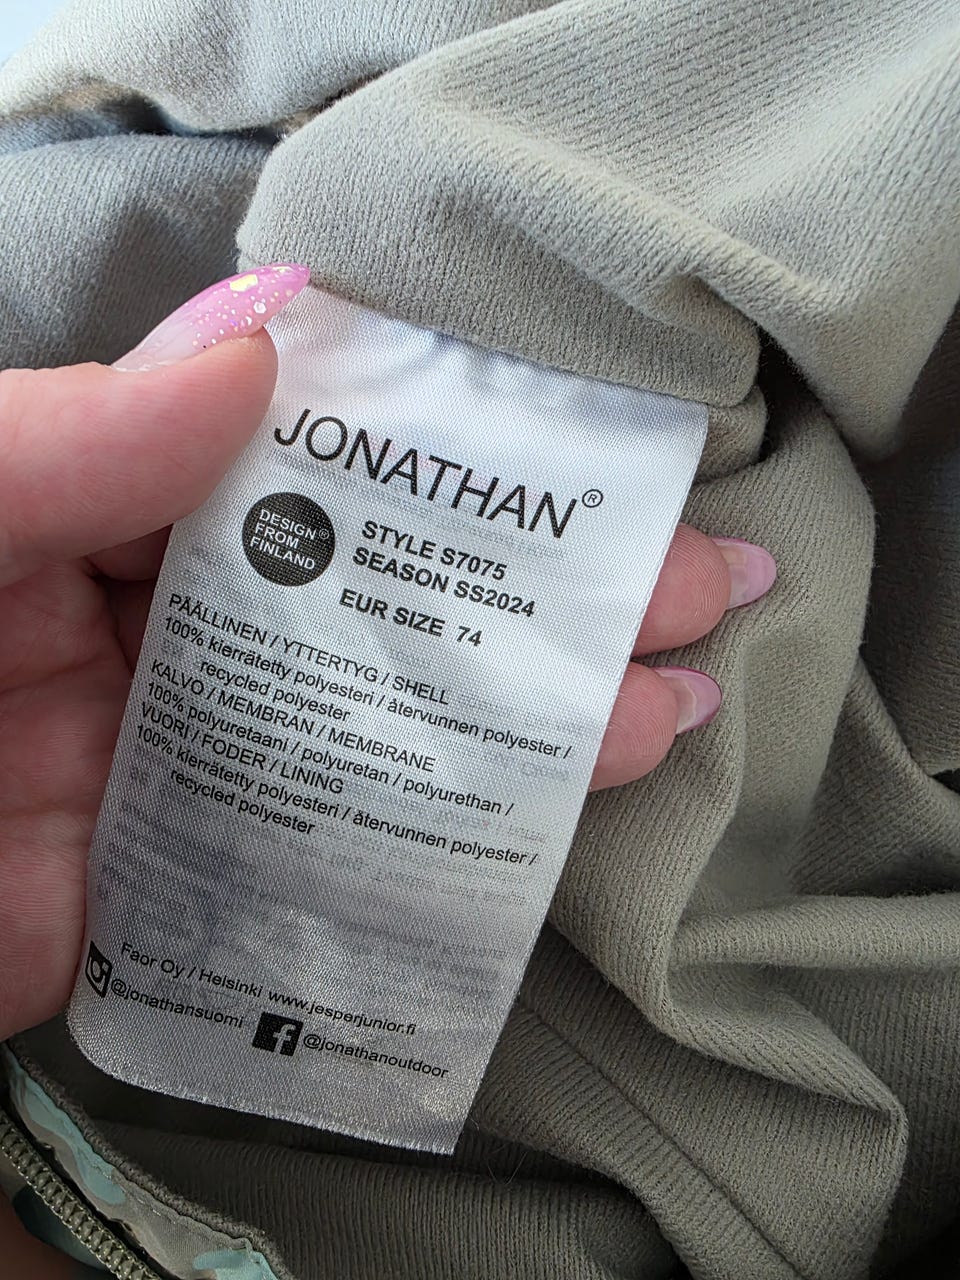 JONATHAN®
DESIGN®
FROM
FINLAND
STYLE S7075
SEASON SS2024
EUR SIZE 74
PÄÄLLINEN / YTTERTYG / SHELL
100% kierrätetty polyesteri / återvunnen polyester /
recycled polyester
KALVO / MEMBRAN / MEMBRANE
100% polyuretaani / polyuretan / polyurethan /
VUORI / FODER / LINING
100% kierrätetty polyesteri / återvunnen polyester /
recycled polyester
Faor Oy / Helsinki www.jesperjunior.fi
@jonathansuomi
@jonathanoutdoor